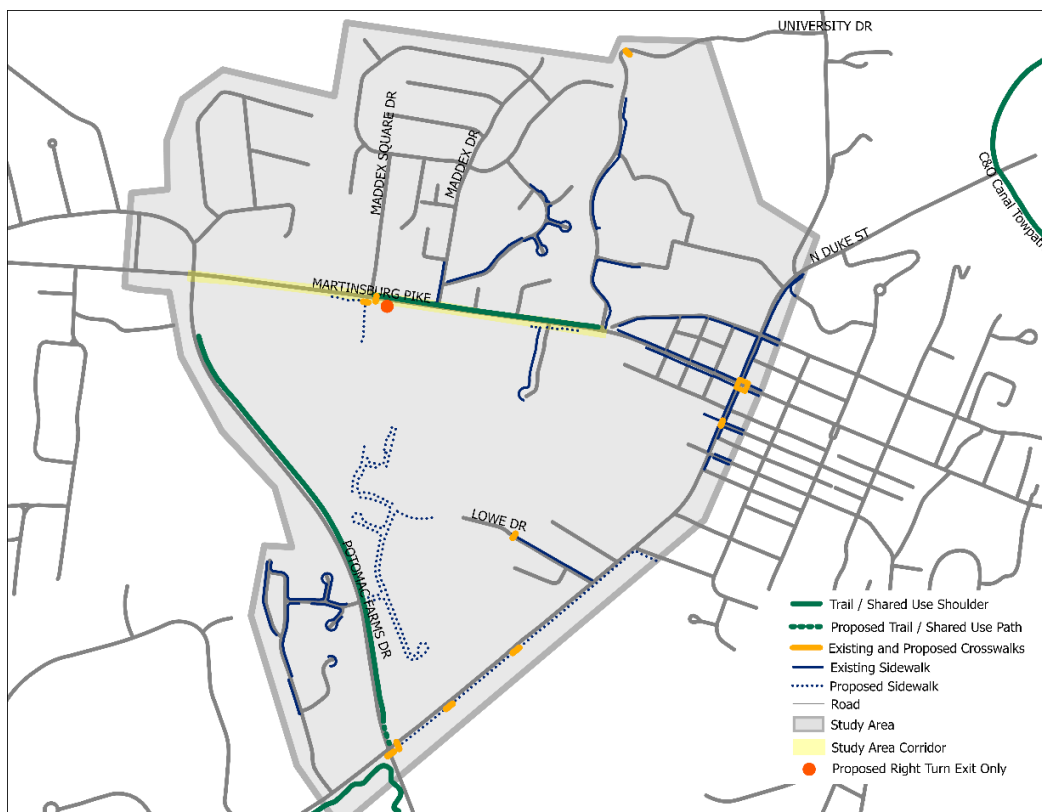 UNIVERSITY DR
MADDEX SQUARE DR
MADDEX DR
C&O Canal Towpath
N DUKE ST
MARTINSBURG PIKE
LOWE DR
POTOMAC FARMS DR
Trail / Shared Use Shoulder
Proposed Trail / Shared Use Path
Existing and Proposed Crosswalks
Existing Sidewalk
Proposed Sidewalk
Road
Study Area
Study Area Corridor
Proposed Right Turn Exit Only